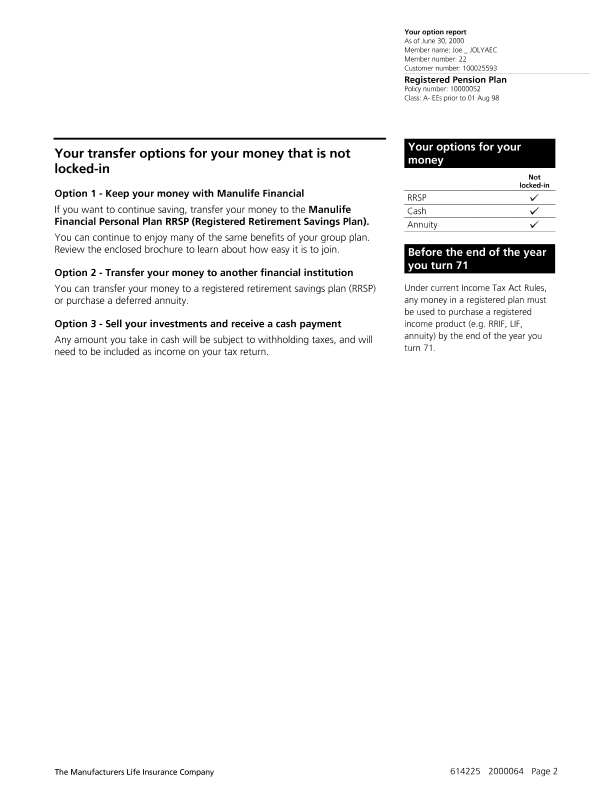 Your option report
As of June 30, 2000
Member name: Joe _ JOLYAEC
Member number: 22
Customer number: 100025593
Registered Pension Plan
Policy number: 10000052
Class: A- EEs prior to 01 Aug 98
Your transfer options for your money that is not
locked-in
Option 1 - Keep your money with Manulife Financial
If you want to continue saving, transfer your money to the Manulife
Financial Personal Plan RRSP (Registered Retirement Savings Plan).
You can continue to enjoy many of the same benefits of your group plan.
Review the enclosed brochure to learn about how easy it is to join.
Option 2 - Transfer your money to another financial institution
You can transfer your money to a registered retirement savings plan (RRSP)
or purchase a deferred annuity.
Option 3 - Sell your investments and receive a cash payment
Any amount you take in cash will be subject to withholding taxes, and will
need to be included as income on your tax return.
Your options for your
money
Not
locked-in
RRSP ✓
Cash ✓
Annuity ✓
Before the end of the year
you turn 71
Under current Income Tax Act Rules,
any money in a registered plan must
be used to purchase a registered
income product (e.g. RRIF, LIF,
annuity) by the end of the year you
turn 71.
The Manufacturers Life Insurance Company
614225 2000064 Page 2